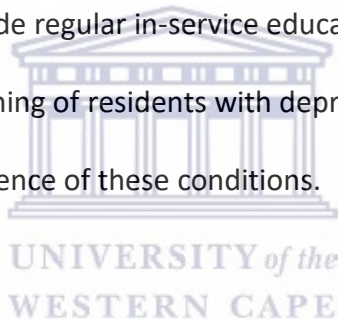 de regular in-service educa
ning of residents with depr
ence of these conditions.
UNIVERSITY of the
WESTERN CAPE